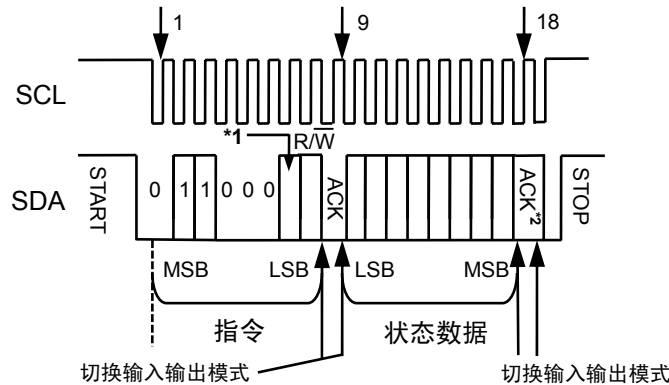 1 9 18
SCL
*1 R/W̅
SDA START 0 1 1 0 0 0 ACK ACK*2 STOP
MSB LSB LSB MSB
指令 状态数据
切换输入输出模式 切换输入输出模式